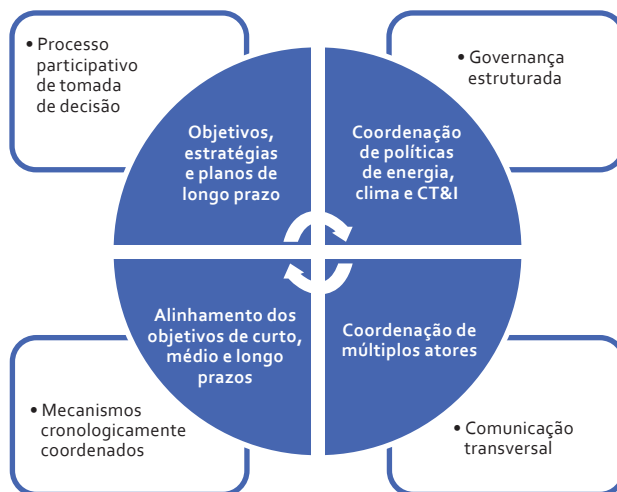 • Processo
participativo
de tomada
de decisão
• Governança
estruturada
Objetivos,
estratégias
e planos de
longo prazo
Coordenação
de políticas
de energia,
clima e CT&I
Alinhamento dos
objetivos de curto,
médio e longo
prazos
Coordenação de
múltiplos atores
• Mecanismos
cronologicamente
coordenados
• Comunicação
transversal